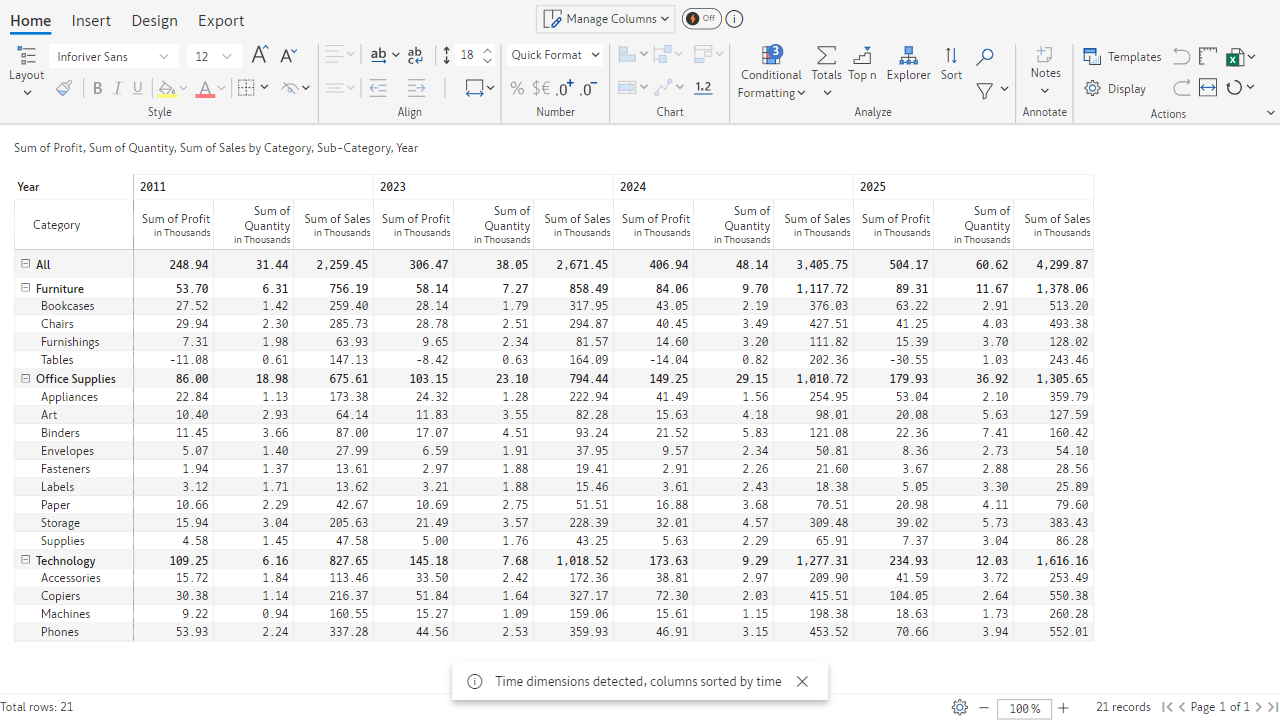 Home Insert Design Export Manage Columns Off
Layout Inforiver Sans 12 18 Quick Format Conditional Formatting 3 Totals Top n Explorer Sort Notes Templates
B I U % $€ .0 .0 1.2 Display
Style Align Number Chart Analyze Annotate Actions
Sum of Profit, Sum of Quantity, Sum of Sales by Category, Sub-Category, Year
Year 2011 2023 2024 2025
Category Sum of Profit in Thousands Sum of Quantity in Thousands Sum of Sales in Thousands Sum of Profit in Thousands Sum of Quantity in Thousands Sum of Sales in Thousands Sum of Profit in Thousands Sum of Quantity in Thousands Sum of Sales in Thousands Sum of Profit in Thousands Sum of Quantity in Thousands Sum of Sales in Thousands
All 248.94 31.44 2,259.45 306.47 38.05 2,671.45 406.94 48.14 3,405.75 504.17 60.62 4,299.87
Furniture 53.70 6.31 756.19 58.14 7.27 858.49 84.06 9.70 1,117.72 89.31 11.67 1,378.06
Bookcases 27.52 1.42 259.40 28.14 1.79 317.95 43.05 2.19 376.03 63.22 2.91 513.20
Chairs 29.94 2.30 285.73 28.78 2.51 294.87 40.45 3.49 427.51 41.25 4.03 493.38
Furnishings 7.31 1.98 63.93 9.65 2.34 81.57 14.60 3.20 111.82 15.39 3.70 128.02
Tables -11.08 0.61 147.13 -8.42 0.63 164.09 -14.04 0.82 202.36 -30.55 1.03 243.46
Office Supplies 86.00 18.98 675.61 103.15 23.10 794.44 149.25 29.15 1,010.72 179.93 36.92 1,305.65
Appliances 22.84 1.13 173.38 24.32 1.28 222.94 41.49 1.56 254.95 53.04 2.10 359.79
Art 10.40 2.93 64.14 11.83 3.55 82.28 15.63 4.18 98.01 20.08 5.63 127.59
Binders 11.45 3.66 87.00 17.07 4.51 93.24 21.52 5.83 121.08 22.36 7.41 160.42
Envelopes 5.07 1.40 27.99 6.59 1.91 37.95 9.57 2.34 50.81 8.36 2.73 54.10
Fasteners 1.94 1.37 13.61 2.97 1.88 19.41 2.91 2.26 21.60 3.67 2.88 28.56
Labels 3.12 1.71 13.62 3.21 1.88 15.46 3.61 2.43 18.38 5.05 3.30 25.89
Paper 10.66 2.29 42.67 10.69 2.75 51.51 16.88 3.68 70.51 20.98 4.11 79.60
Storage 15.94 3.04 205.63 21.49 3.57 228.39 32.01 4.57 309.48 39.02 5.73 383.43
Supplies 4.58 1.45 47.58 5.00 1.76 43.25 5.63 2.29 65.91 7.37 3.04 86.28
Technology 109.25 6.16 827.65 145.18 7.68 1,018.52 173.63 9.29 1,277.31 234.93 12.03 1,616.16
Accessories 15.72 1.84 113.46 33.50 2.42 172.36 38.81 2.97 209.90 41.59 3.72 253.49
Copiers 30.38 1.14 216.37 51.84 1.64 327.17 72.30 2.03 415.51 104.05 2.64 550.38
Machines 9.22 0.94 160.55 15.27 1.09 159.06 15.61 1.15 198.38 18.63 1.73 260.28
Phones 53.93 2.24 337.28 44.56 2.53 359.93 46.91 3.15 453.52 70.66 3.94 552.01
Time dimensions detected, columns sorted by time
Total rows: 21 100 % 21 records Page 1 of 1